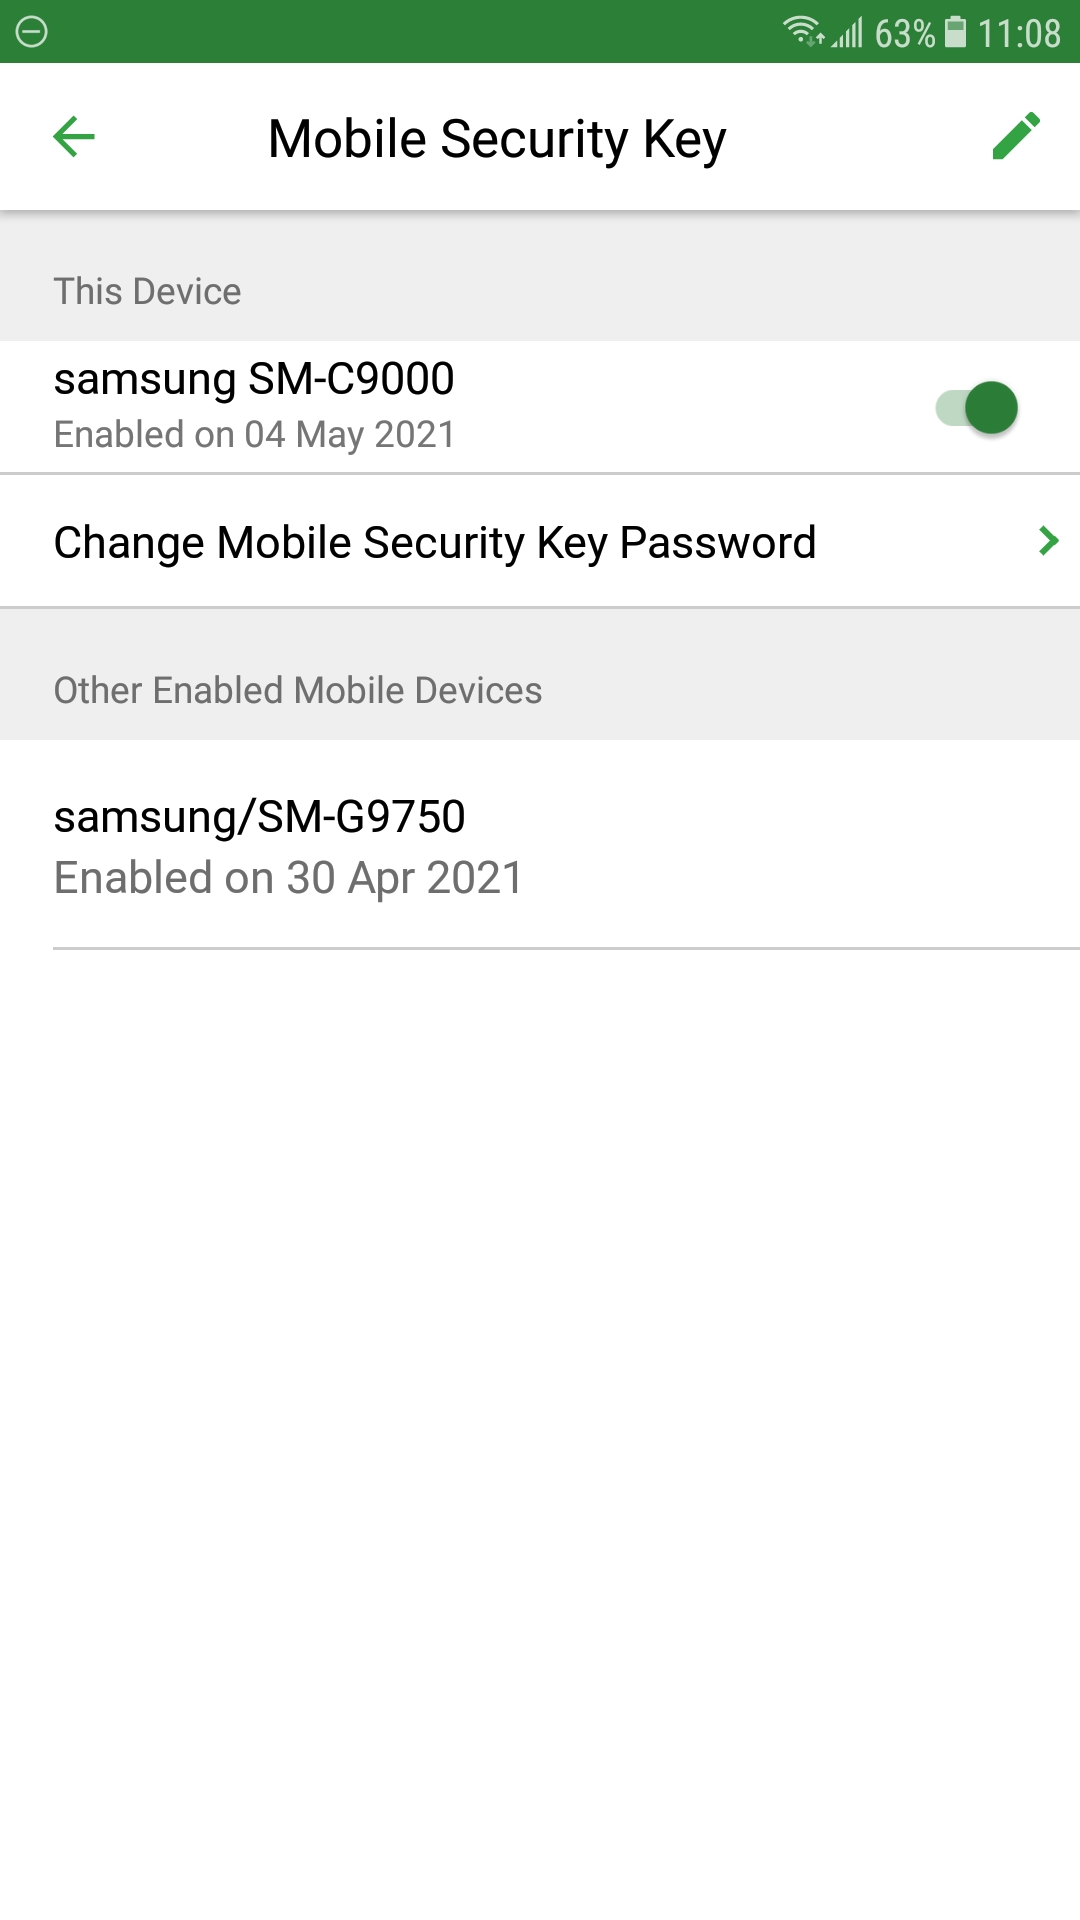 63% 11:08
Mobile Security Key
This Device
samsung SM-C9000
Enabled on 04 May 2021
Change Mobile Security Key Password
Other Enabled Mobile Devices
samsung/SM-G9750
Enabled on 30 Apr 2021